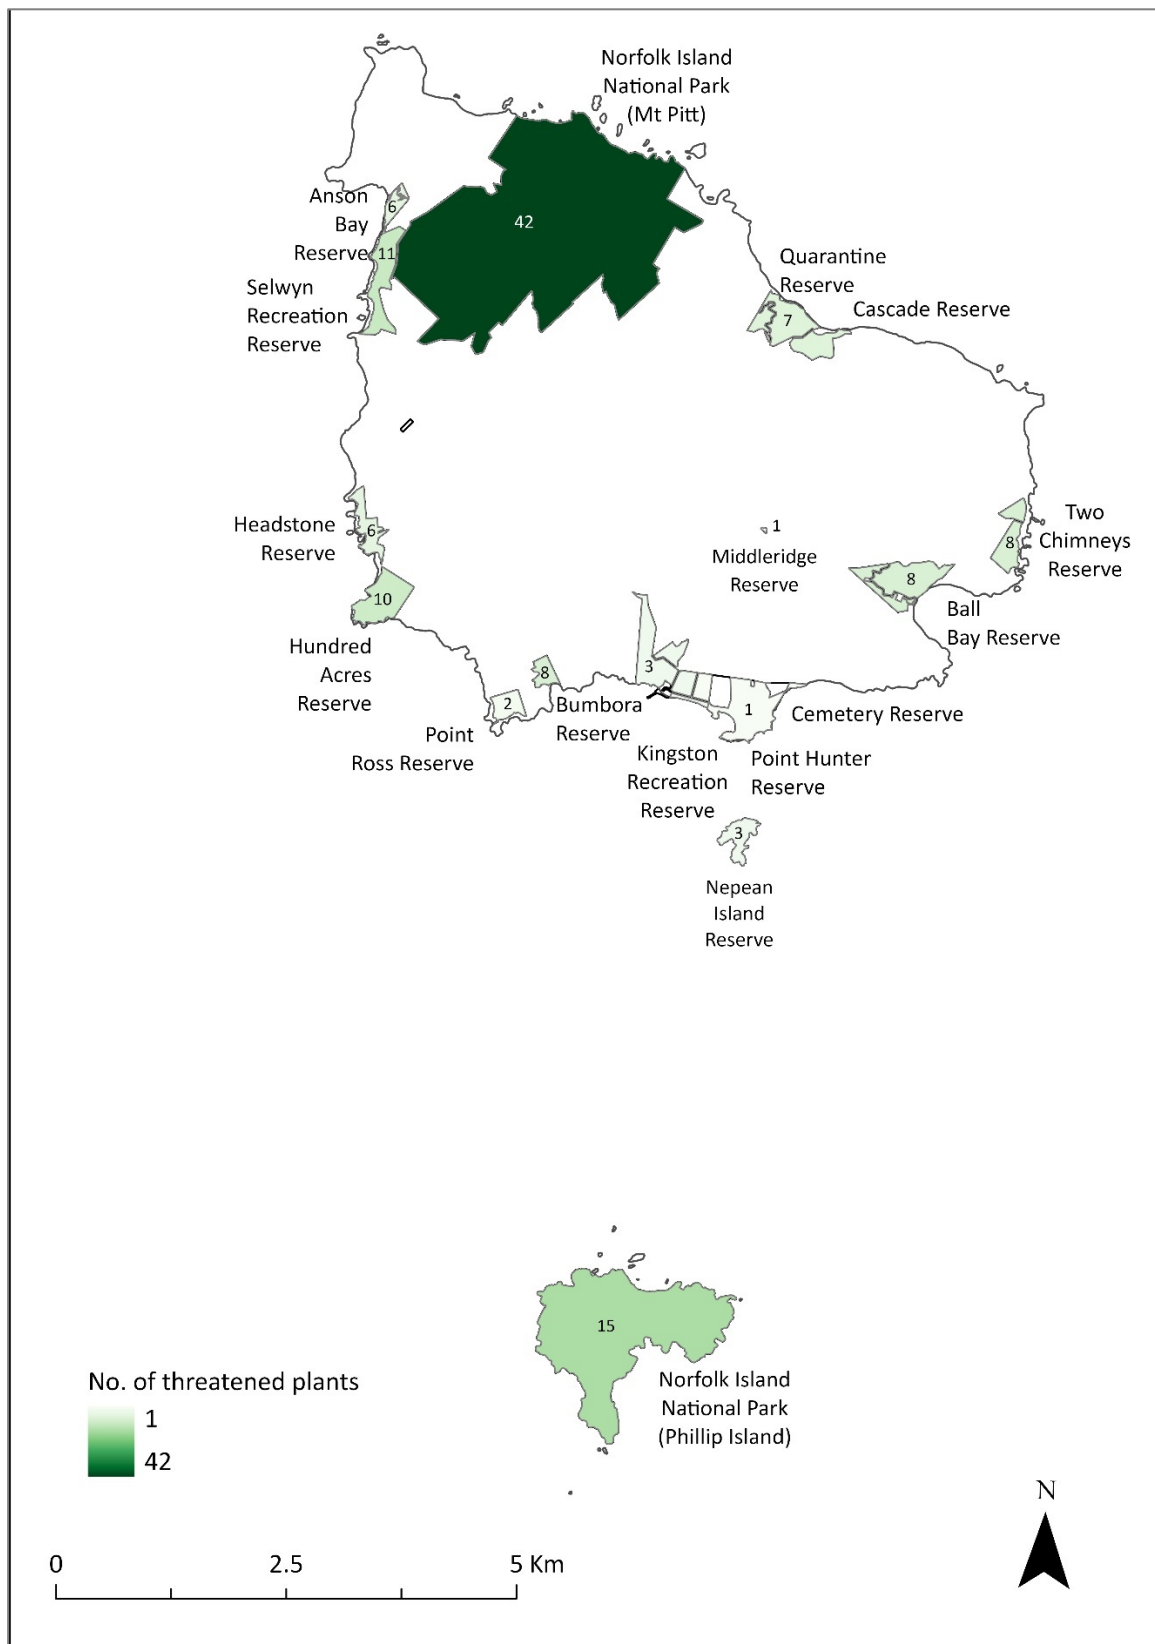 Norfolk Island
National Park
(Mt Pitt)
42
Anson
Bay
Reserve
6
11
Selwyn
Recreation
Reserve
Quarantine
Reserve
7
Cascade Reserve
Headstone
Reserve
6
1
Middleridge
Reserve
Two
Chimneys
Reserve
8
8
Ball
Bay Reserve
10
Hundred
Acres
Reserve
8
2
Bumbora
Reserve
Point
Ross Reserve
3
Kingston
Recreation
Reserve
1
Cemetery Reserve
Point Hunter
Reserve
3
Nepean
Island
Reserve
15
Norfolk Island
National Park
(Phillip Island)
No. of threatened plants
1
42
0 2.5 5 Km
N